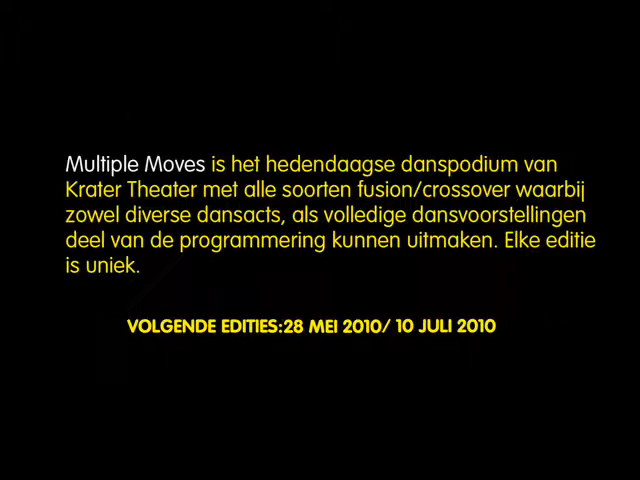 Multiple Moves is het hedendaagse danspodium van
Krater Theater met alle soorten fusion/crossover waarbij
zowel diverse dansacts, als volledige dansvoorstellingen
deel van de programmering kunnen uitmaken. Elke editie
is uniek.
VOLGENDE EDITIES:28 MEI 2010/ 10 JULI 2010